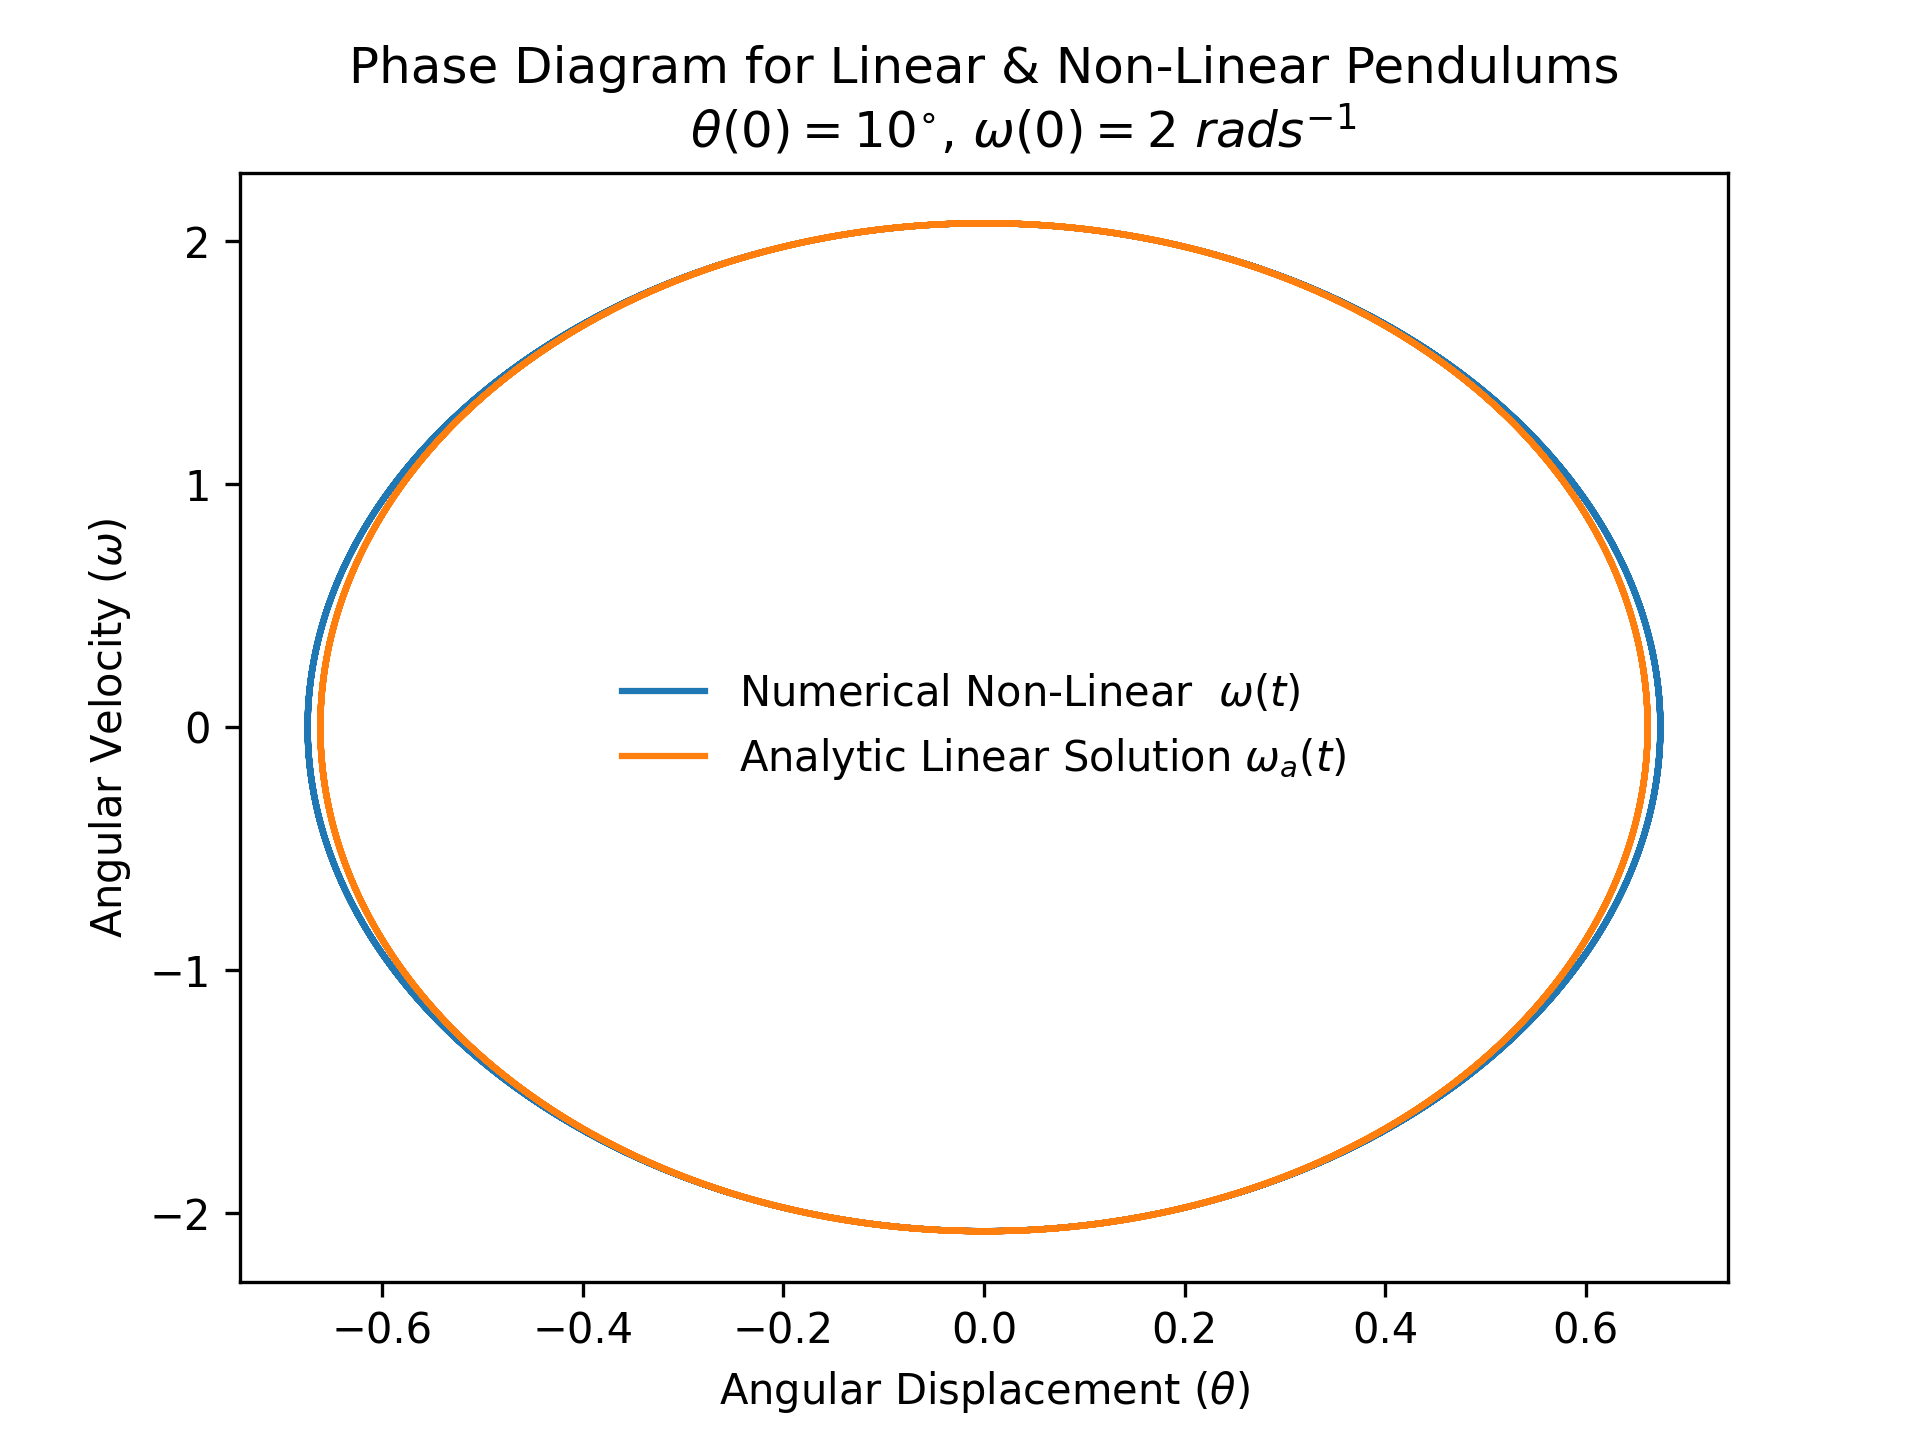 Phase Diagram for Linear & Non-Linear Pendulums
θ(0) = 10°, ω(0) = 2 rads⁻¹
Angular Velocity (ω)
2
1
0
−1
−2
Numerical Non-Linear ω(t)
Analytic Linear Solution ωₐ(t)
−0.6 −0.4 −0.2 0.0 0.2 0.4 0.6
Angular Displacement (θ)